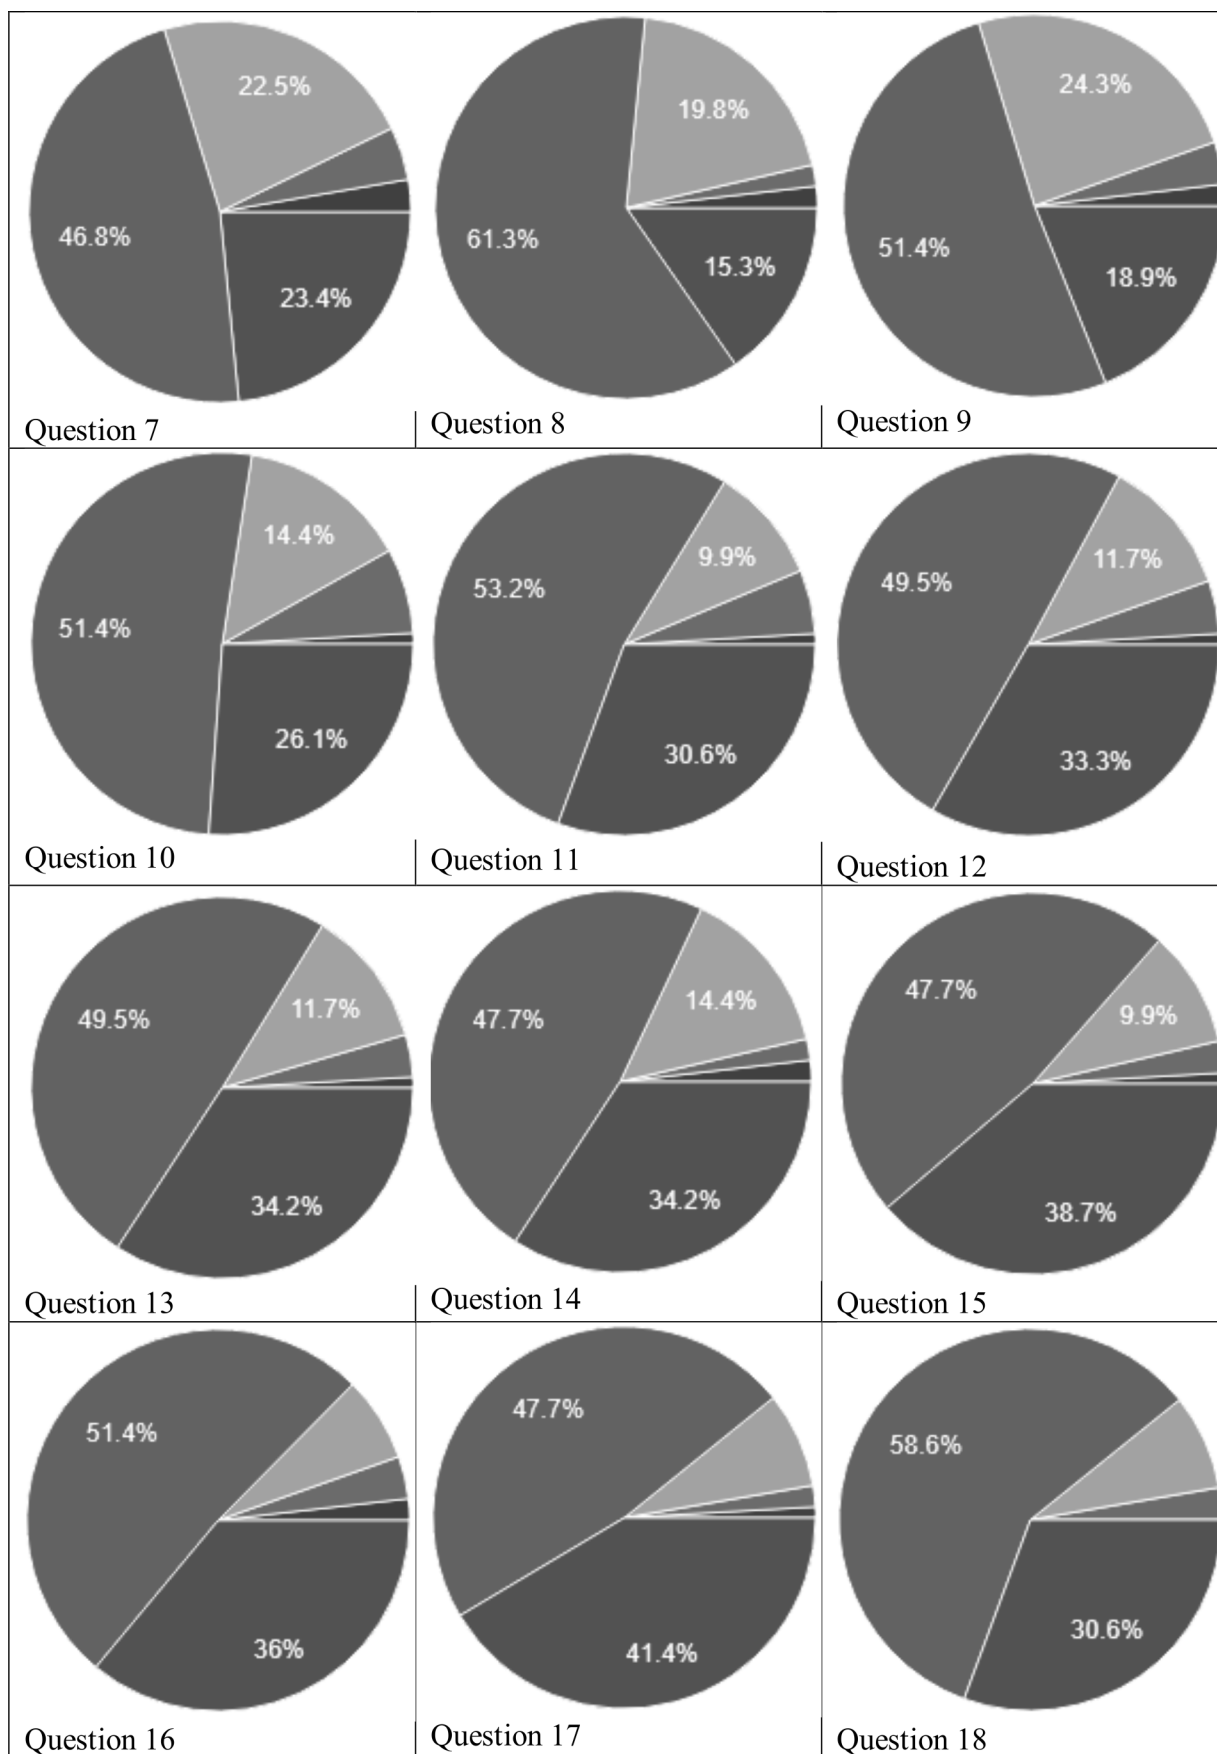 22.5%
46.8%
23.4%
Question 7
19.8%
61.3%
15.3%
Question 8
24.3%
51.4%
18.9%
Question 9
14.4%
51.4%
26.1%
Question 10
9.9%
53.2%
30.6%
Question 11
11.7%
49.5%
33.3%
Question 12
11.7%
49.5%
34.2%
Question 13
14.4%
47.7%
34.2%
Question 14
47.7%
9.9%
38.7%
Question 15
51.4%
36%
Question 16
47.7%
41.4%
Question 17
58.6%
30.6%
Question 18